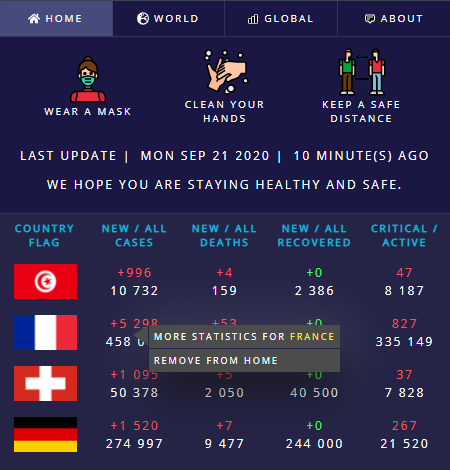 HOME WORLD GLOBAL ABOUT
WEAR A MASK
CLEAN YOUR
HANDS
KEEP A SAFE
DISTANCE
LAST UPDATE | MON SEP 21 2020 | 10 MINUTE(S) AGO
WE HOPE YOU ARE STAYING HEALTHY AND SAFE.
COUNTRY NEW / ALL NEW / ALL NEW / ALL CRITICAL /
FLAG CASES DEATHS RECOVERED ACTIVE
+996 +4 +0 47
10 732 159 2 386 8 187
+5 298 +53 +0 827
458 335 149
MORE STATISTICS FOR FRANCE
REMOVE FROM HOME
+1 095 +5 +0 37
50 378 2 050 40 500 7 828
+1 520 +7 +0 267
274 997 9 477 244 000 21 520